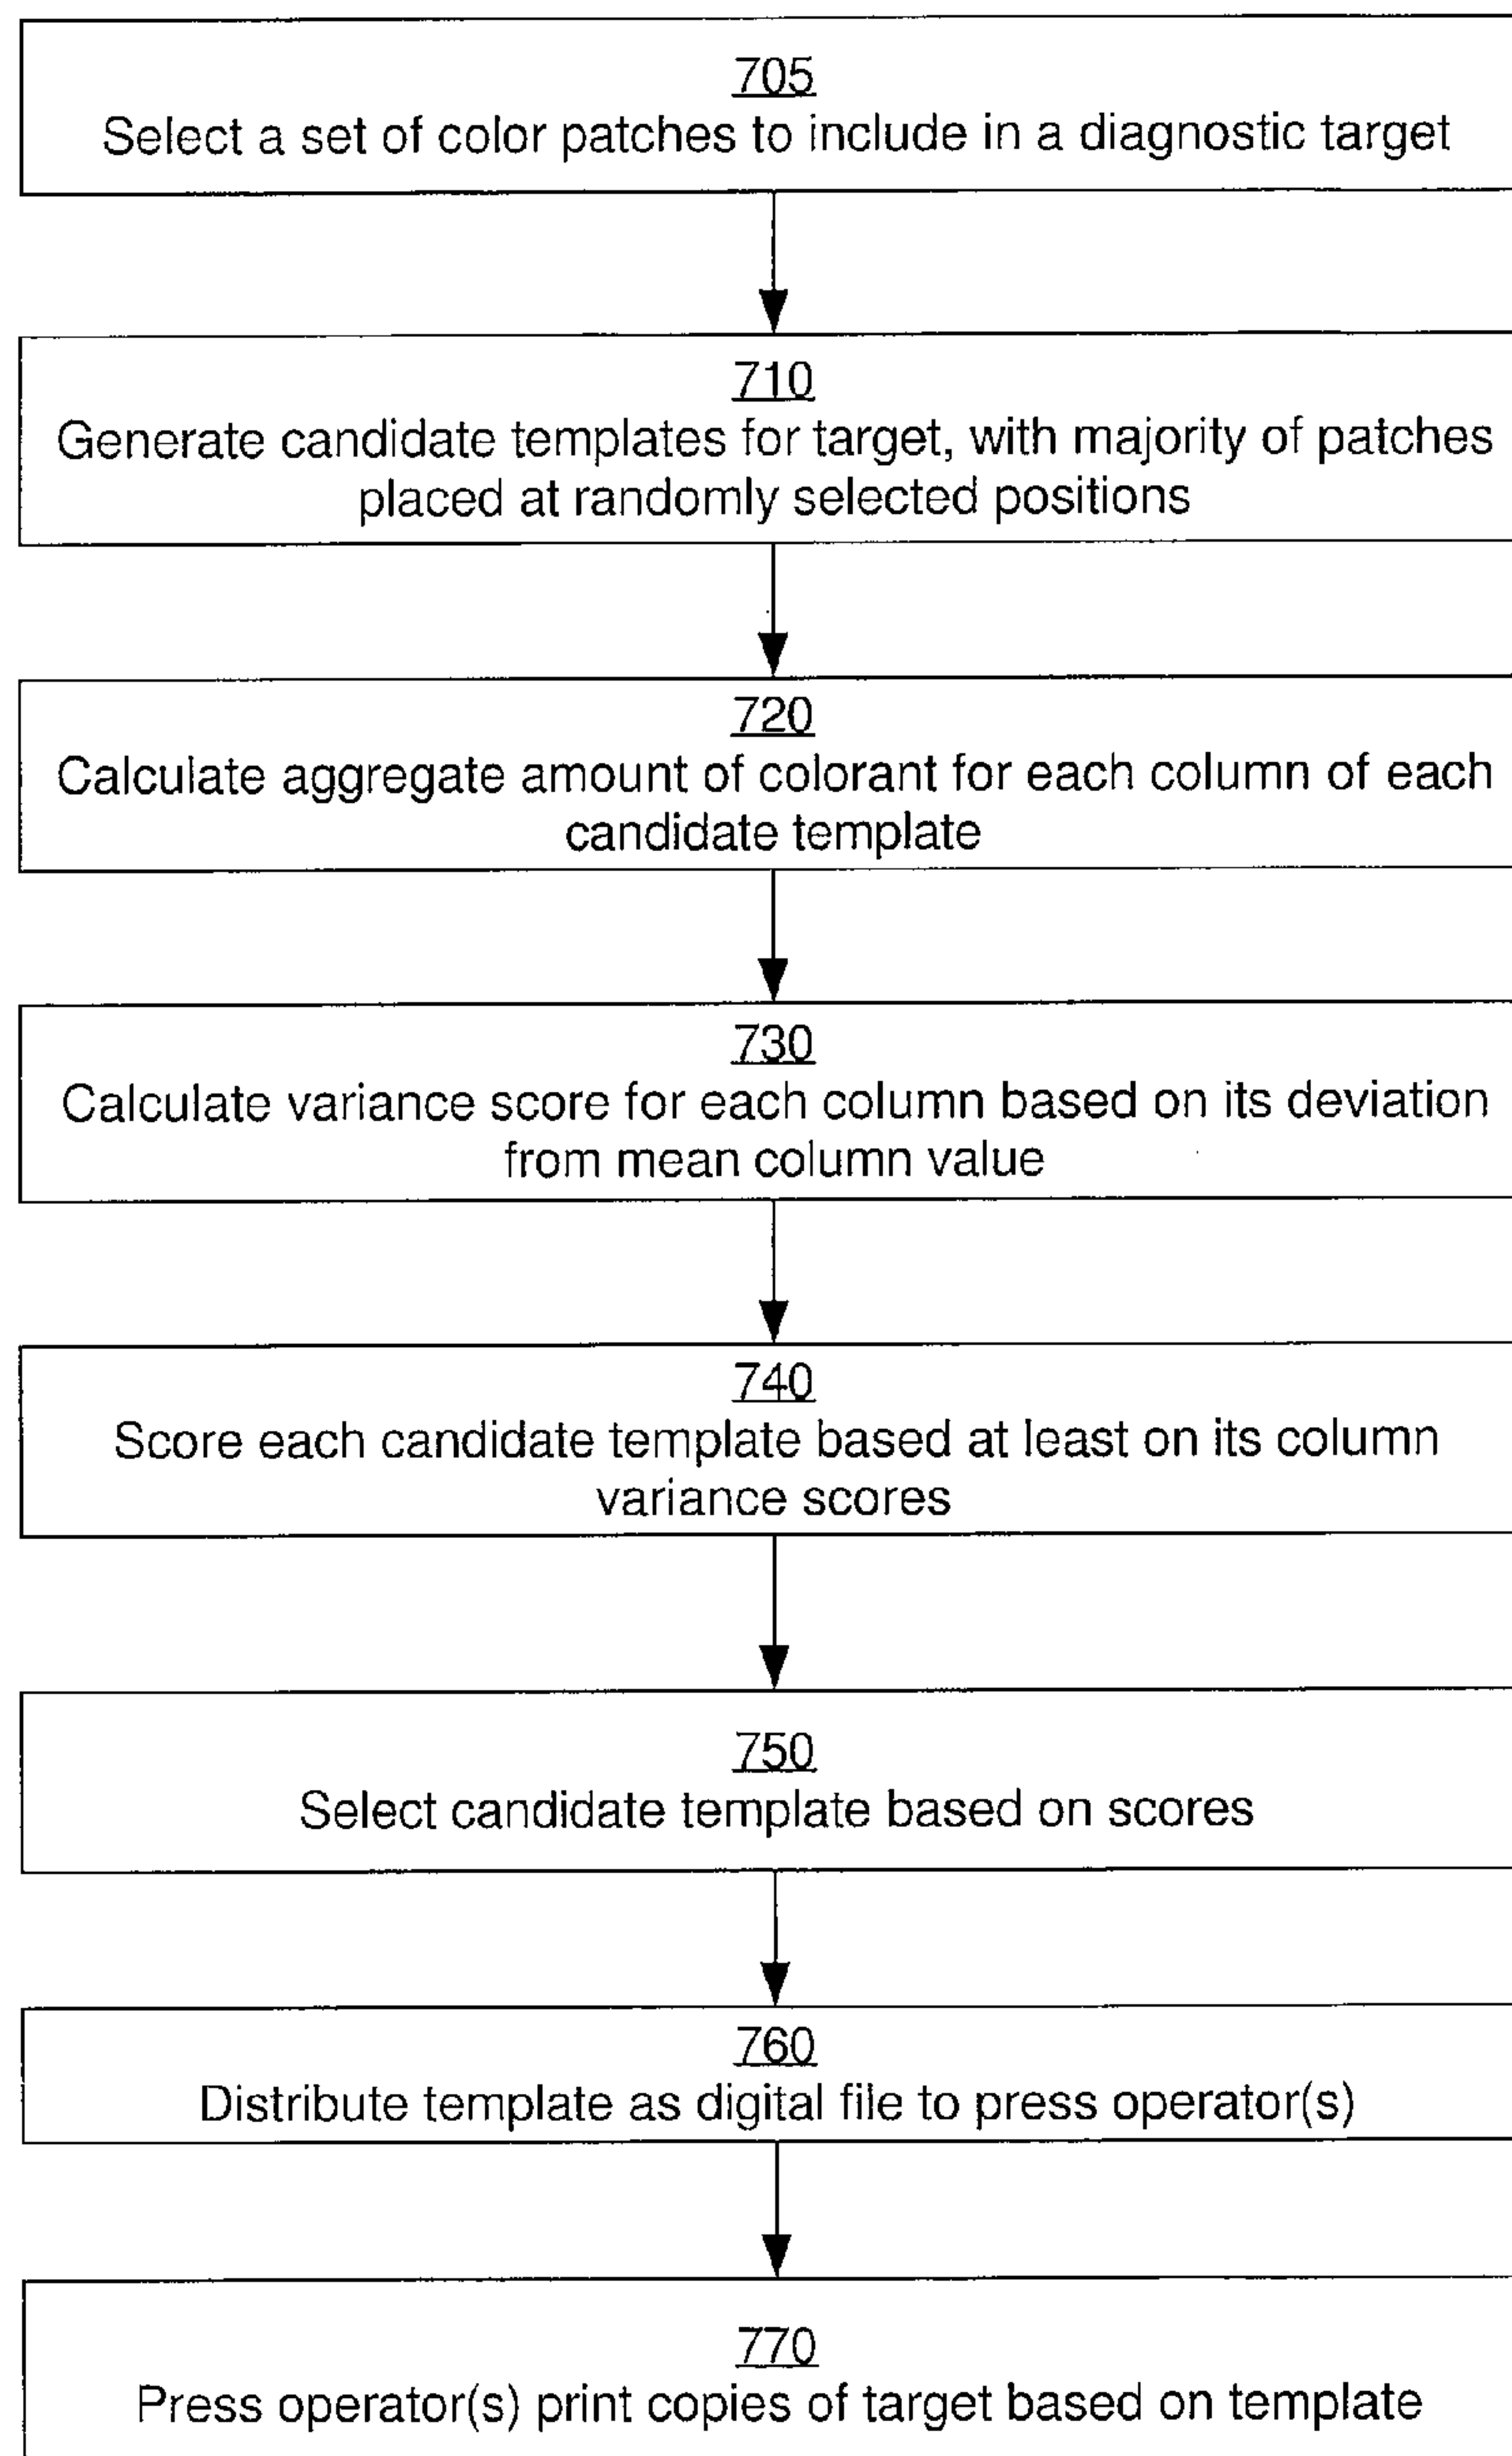 705
Select a set of color patches to include in a diagnostic target
710
Generate candidate templates for target, with majority of patches
placed at randomly selected positions
720
Calculate aggregate amount of colorant for each column of each
candidate template
730
Calculate variance score for each column based on its deviation
from mean column value
740
Score each candidate template based at least on its column
variance scores
750
Select candidate template based on scores
760
Distribute template as digital file to press operator(s)
770
Press operator(s) print copies of target based on template